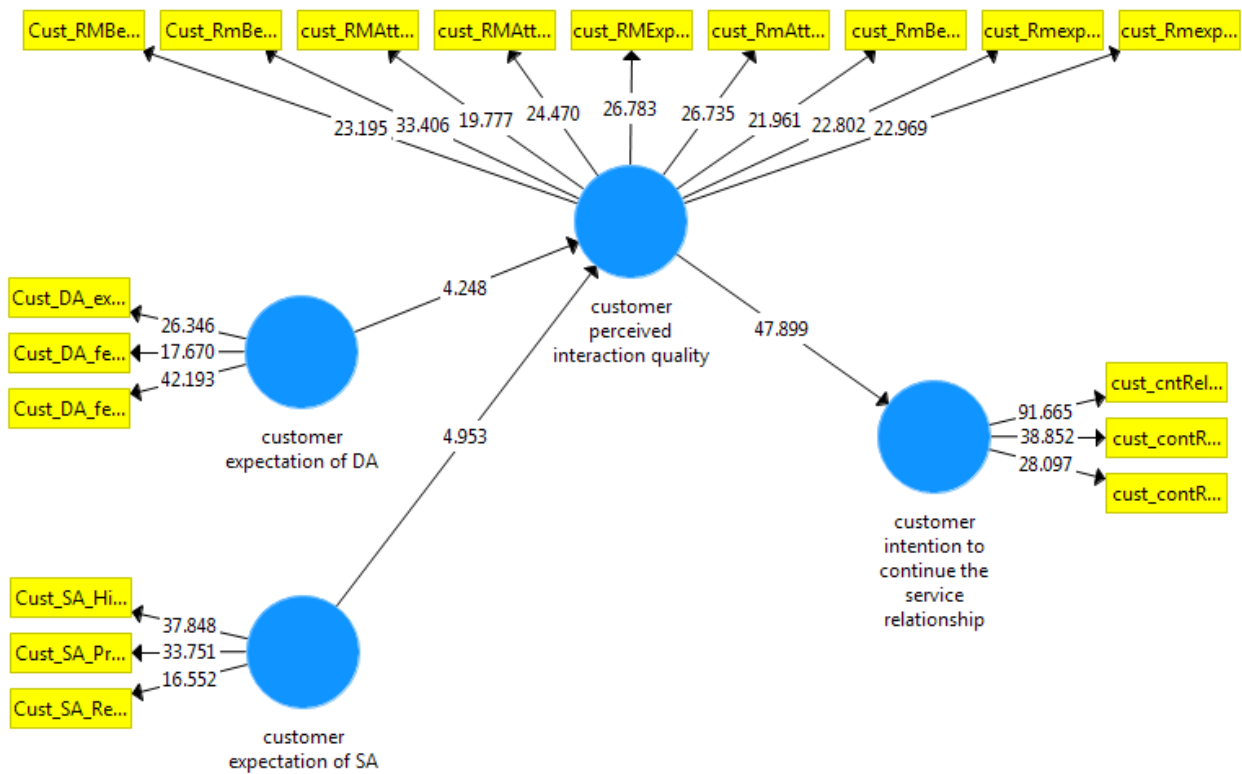 Cust_RMBe...
Cust_RmBe...
cust_RMAtt...
cust_RMAtt...
cust_RMExp...
cust_RmAtt...
cust_RmBe...
cust_Rmexp...
cust_Rmexp...
23.195
33.406
19.777
24.470
26.783
26.735
21.961
22.802
22.969
customer
perceived
interaction quality
Cust_DA_ex...
Cust_DA_fe...
Cust_DA_fe...
26.346
17.670
42.193
customer
expectation of DA
4.248
4.953
47.899
Cust_SA_Hi...
Cust_SA_Pr...
Cust_SA_Re...
37.848
33.751
16.552
customer
expectation of SA
91.665
38.852
28.097
cust_cntRel...
cust_contR...
cust_contR...
customer
intention to
continue the
service
relationship